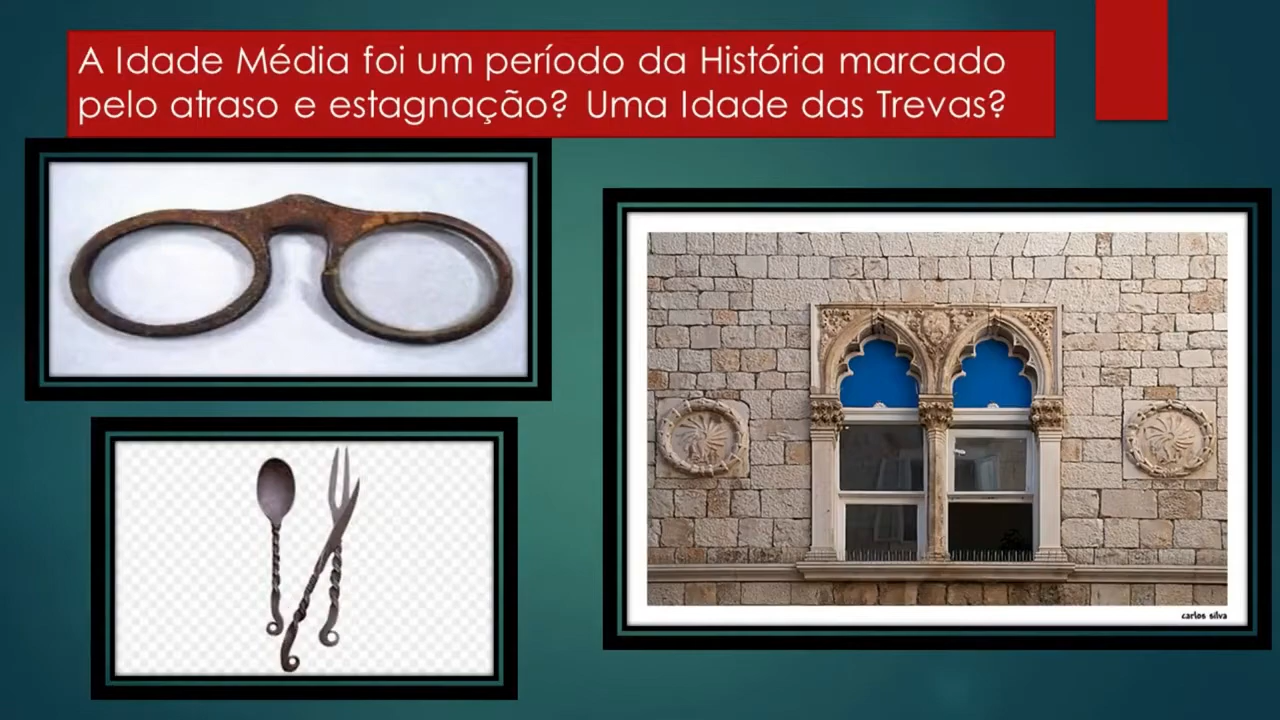 A Idade Média foi um período da História marcado
pelo atraso e estagnação? Uma Idade das Trevas?
carlos silva